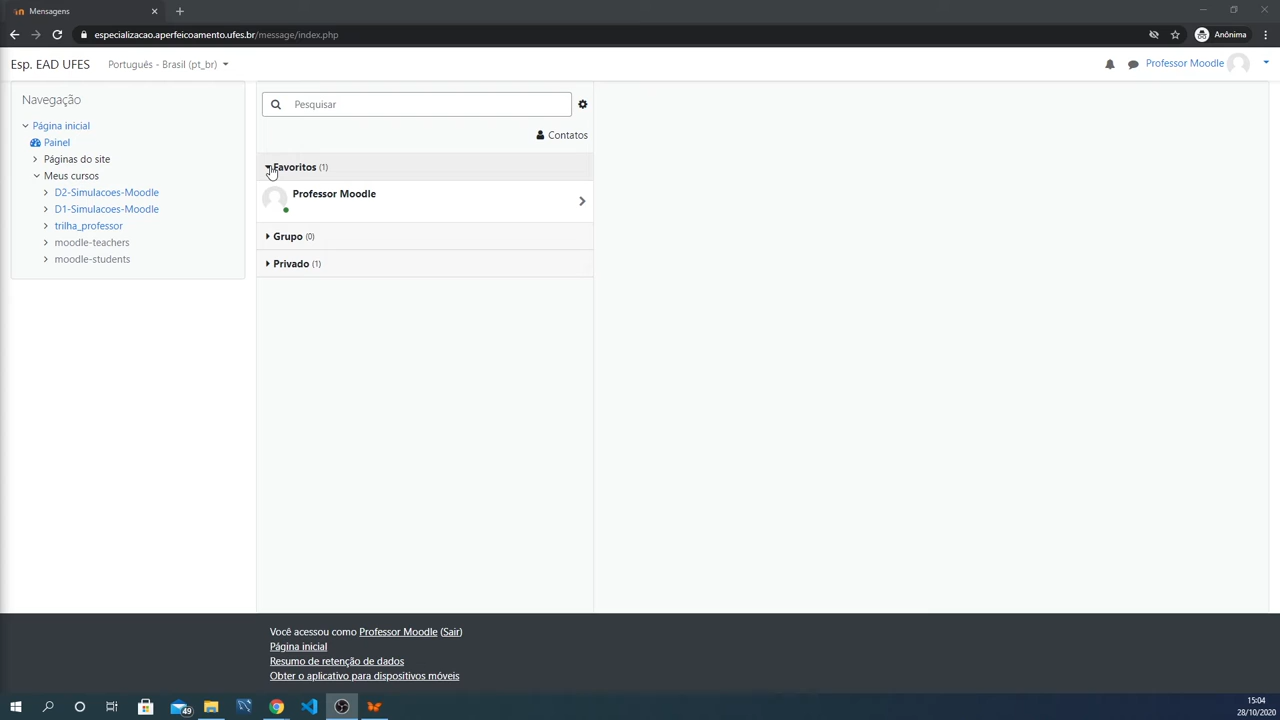 Mensagens
especializacao.aperfeicoamento.ufes.br/message/index.php
Anônima
Esp. EAD UFES
Português - Brasil (pt_br)
Professor Moodle
Navegação
Página inicial
Painel
Páginas do site
Meus cursos
D2-Simulacoes-Moodle
D1-Simulacoes-Moodle
trilha_professor
moodle-teachers
moodle-students
Pesquisar
Contatos
Favoritos (1)
Professor Moodle
Grupo (0)
Privado (1)
Você acessou como Professor Moodle (Sair)
Página inicial
Resumo de retenção de dados
Obter o aplicativo para dispositivos móveis
49
15:04
28/10/2020